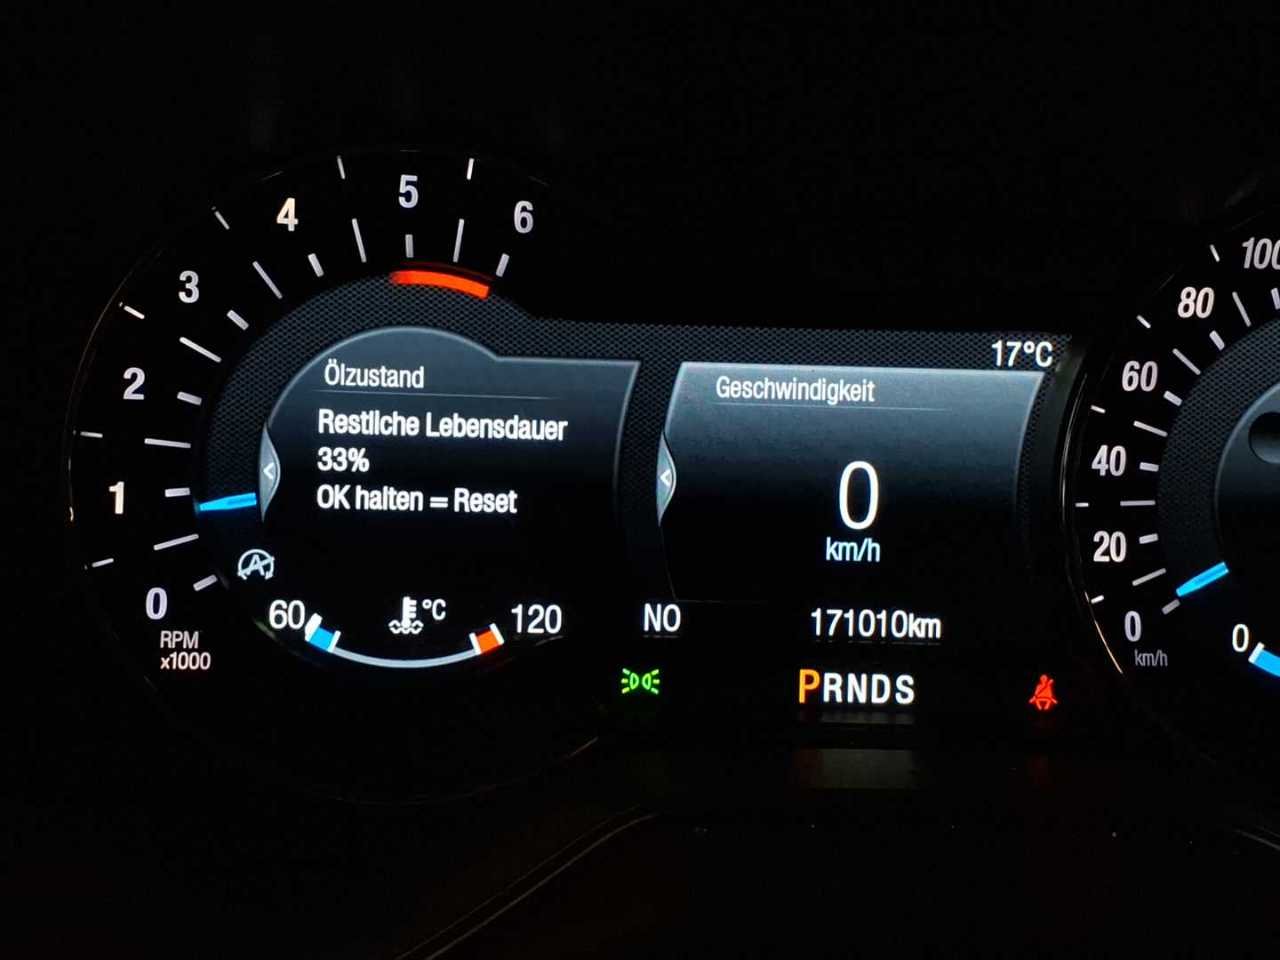 0
1
2
3
4
5
6
RPM
x1000
Ölzustand
Restliche Lebensdauer
33%
OK halten = Reset
A
60
°C
120
17°C
Geschwindigkeit
0
km/h
NO
171010km
PRNDS
0
20
40
60
80
100
km/h
0